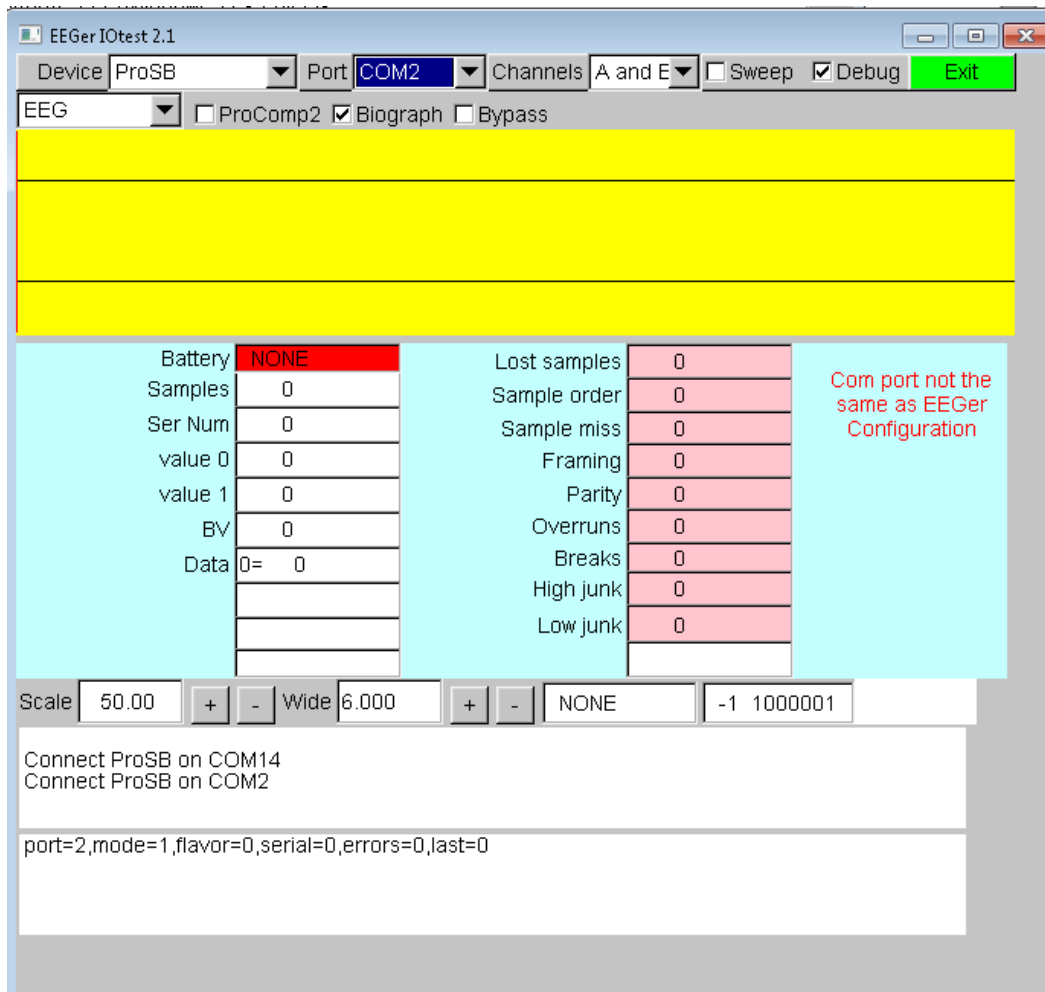 EEGer IOtest 2.1
Device ProSB Port COM2 Channels A and E Sweep Debug Exit
EEG ProComp2 Biograph Bypass
Battery NONE Lost samples 0
Samples 0 Sample order 0
Ser Num 0 Sample miss 0
value 0 0 Framing 0
value 1 0 Parity 0
BV 0 Overruns 0
Data 0= 0 Breaks 0
High junk 0
Low junk 0
Com port not the
same as EEGer
Configuration
Scale 50.00 + - Wide 6.000 + - NONE -1 1000001
Connect ProSB on COM14
Connect ProSB on COM2
port=2,mode=1,flavor=0,serial=0,errors=0,last=0